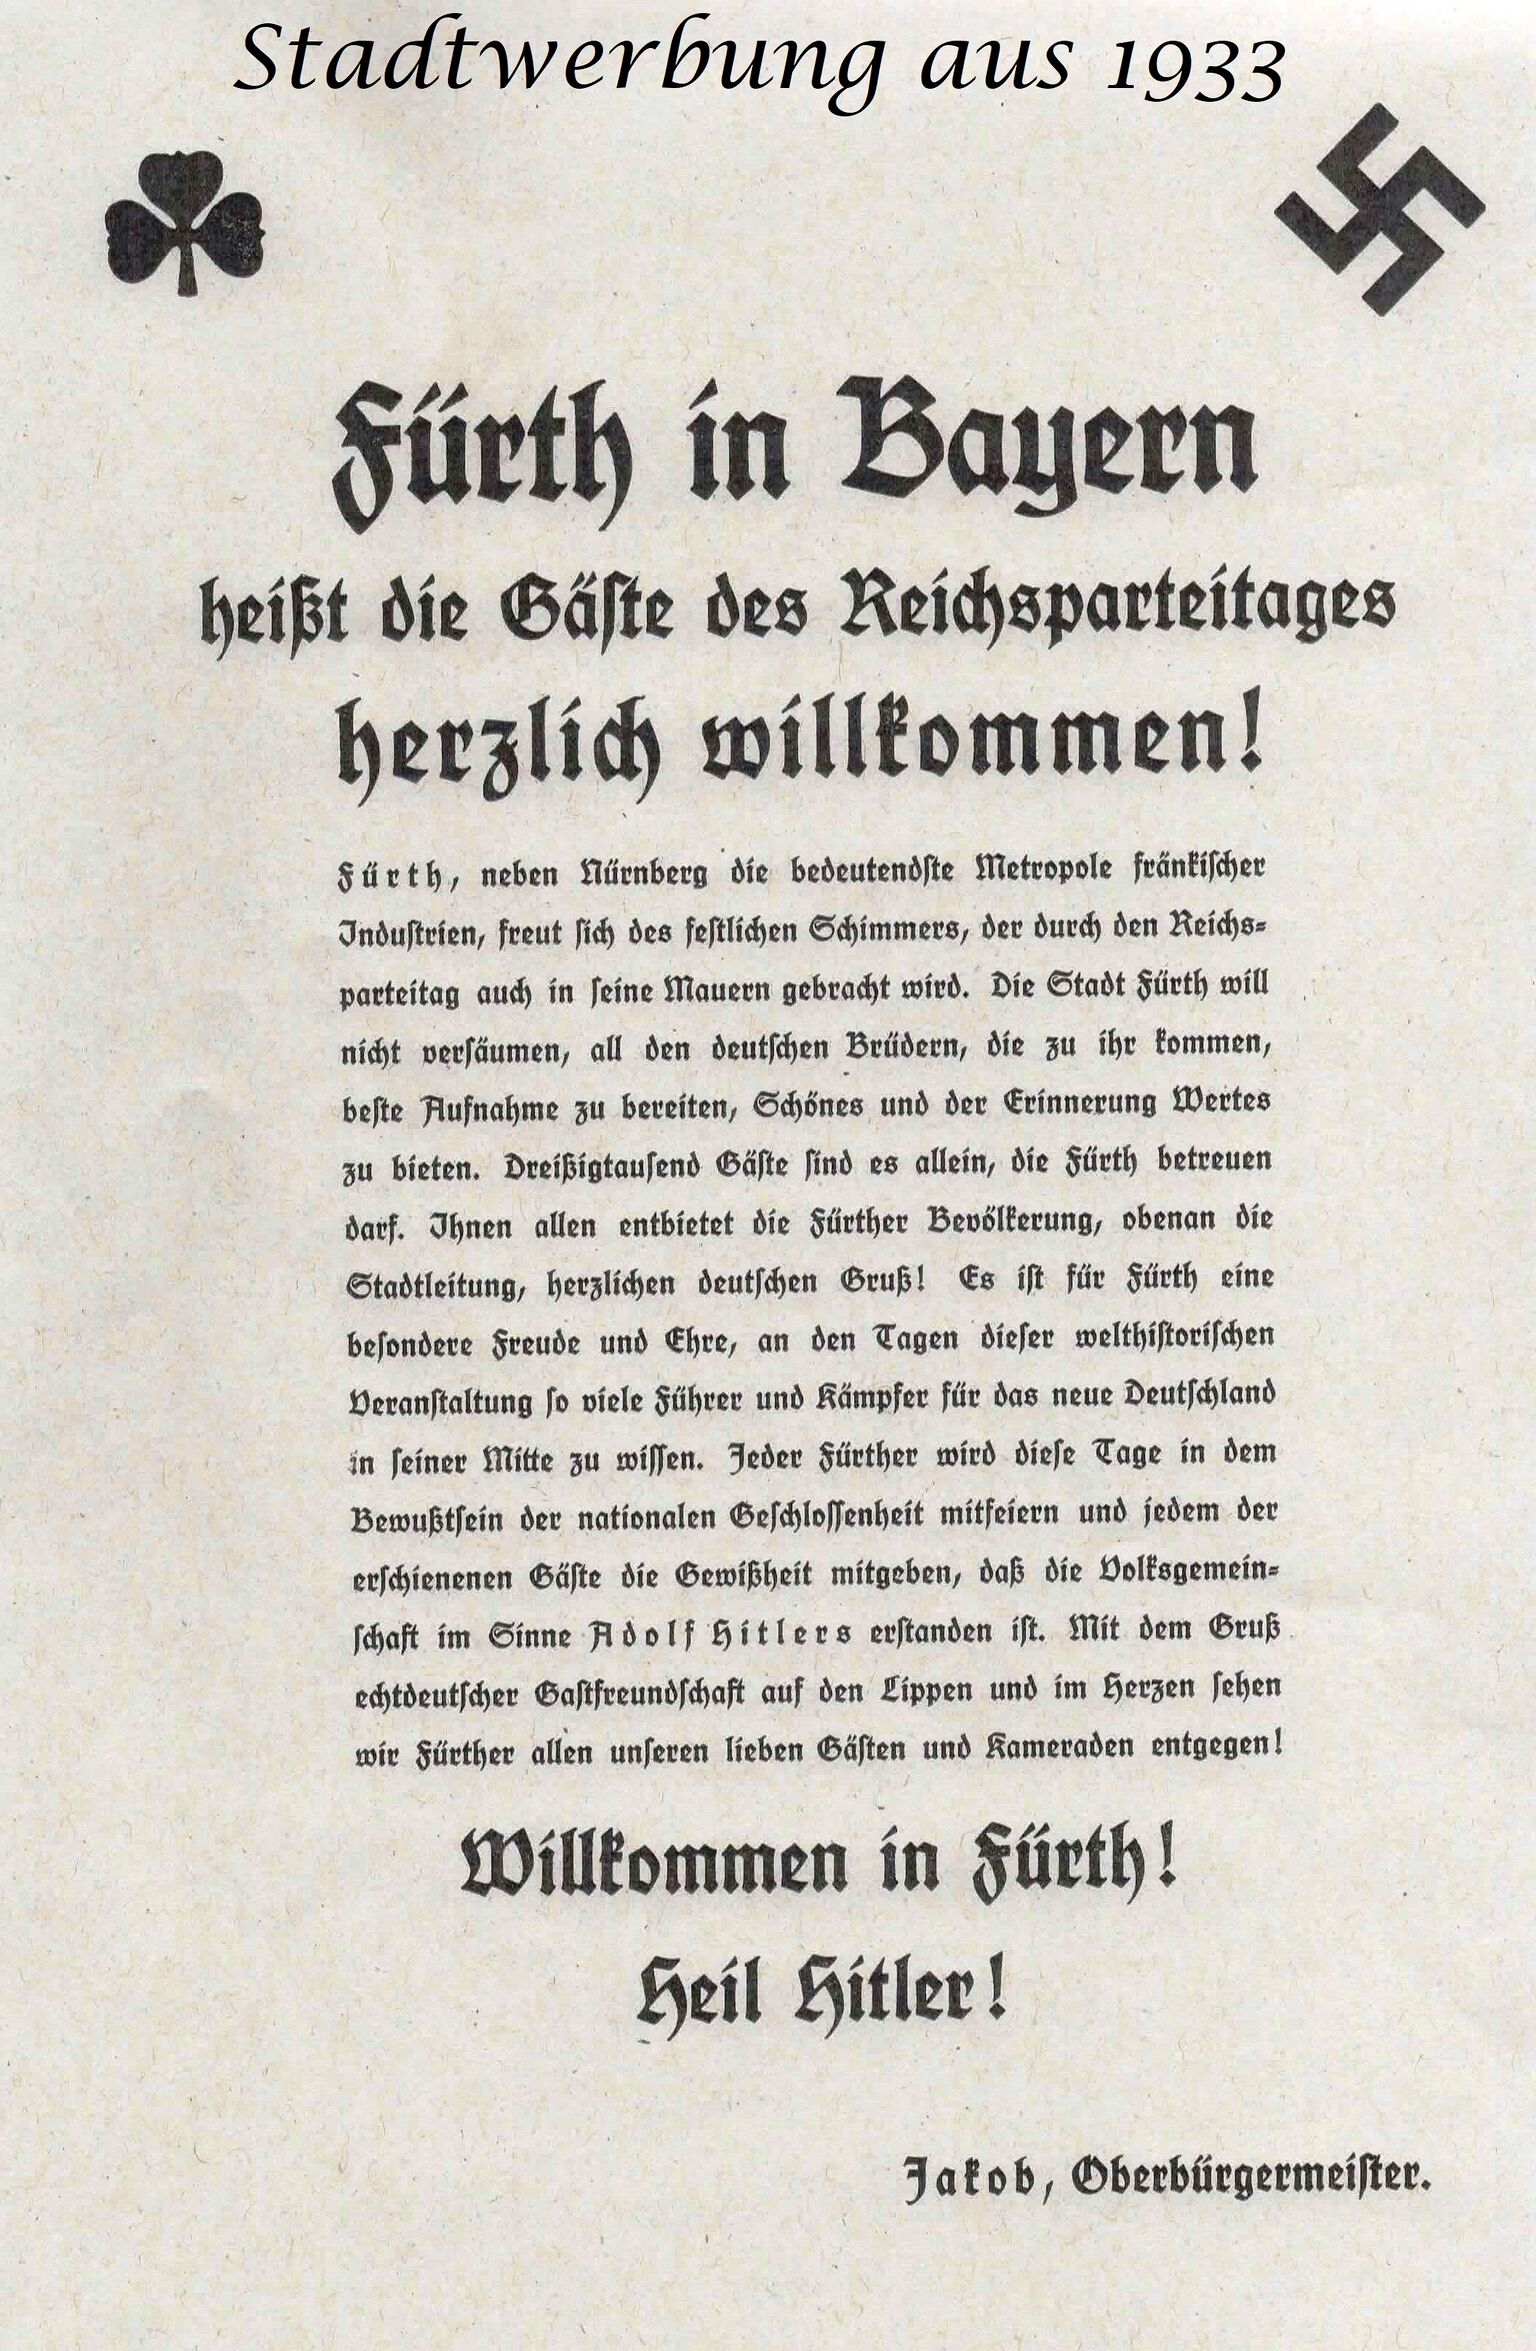 Stadtwerbung aus 1933
Fürth in Bayern
heißt die Gäste des Reichsparteitages
herzlich willkommen!
Fürth, neben Nürnberg die bedeutendste Metropole fränkischer
Industrien, freut sich des festlichen Schimmers, der durch den Reichs-
parteitag auch in seine Mauern gebracht wird. Die Stadt Fürth will
nicht versäumen, all den deutschen Brüdern, die zu ihr kommen,
beste Aufnahme zu bereiten, Schönes und der Erinnerung Wertes
zu bieten. Dreißigtausend Gäste sind es allein, die Fürth betreuen
darf. Ihnen allen entbietet die Fürther Bevölkerung, obenan die
Stadtleitung, herzlichen deutschen Gruß! Es ist für Fürth eine
besondere Freude und Ehre, an den Tagen dieser welthistorischen
Veranstaltung so viele Führer und Kämpfer für das neue Deutschland
in seiner Mitte zu wissen. Jeder Fürther wird diese Tage in dem
Bewußtsein der nationalen Geschlossenheit mitfeiern und jedem der
erschienenen Gäste die Gewißheit mitgeben, daß die Volksgemein-
schaft im Sinne Adolf Hitlers erstanden ist. Mit dem Gruß
echtdeutscher Gastfreundschaft auf den Lippen und im Herzen sehen
wir Fürther allen unseren lieben Gästen und Kameraden entgegen!
Willkommen in Fürth!
Heil Hitler!
Jakob, Oberbürgermeister.